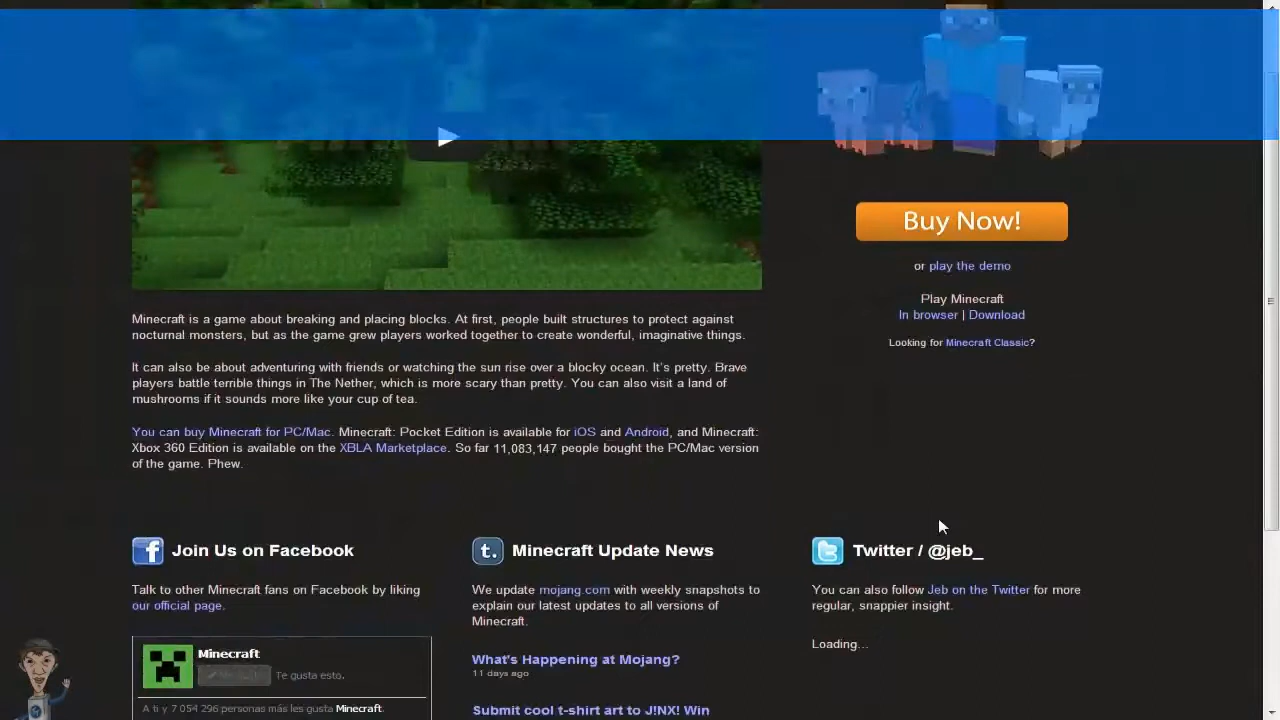 Buy Now!
or play the demo
Play Minecraft
In browser | Download
Looking for Minecraft Classic?
Minecraft is a game about breaking and placing blocks. At first, people built structures to protect against
nocturnal monsters, but as the game grew players worked together to create wonderful, imaginative things.
It can also be about adventuring with friends or watching the sun rise over a blocky ocean. It's pretty. Brave
players battle terrible things in The Nether, which is more scary than pretty. You can also visit a land of
mushrooms if it sounds more like your cup of tea.
You can buy Minecraft for PC/Mac. Minecraft: Pocket Edition is available for iOS and Android, and Minecraft:
Xbox 360 Edition is available on the XBLA Marketplace. So far 11,083,147 people bought the PC/Mac version
of the game. Phew.
Join Us on Facebook
Talk to other Minecraft fans on Facebook by liking
our official page.
Minecraft
Te gusta esto.
A ti y 7 054 296 personas más les gusta Minecraft.
Minecraft Update News
We update mojang.com with weekly snapshots to
explain our latest updates to all versions of
Minecraft.
What's Happening at Mojang?
11 days ago
Submit cool t-shirt art to J!NX! Win
Twitter / @jeb_
You can also follow Jeb on the Twitter for more
regular, snappier insight.
Loading...